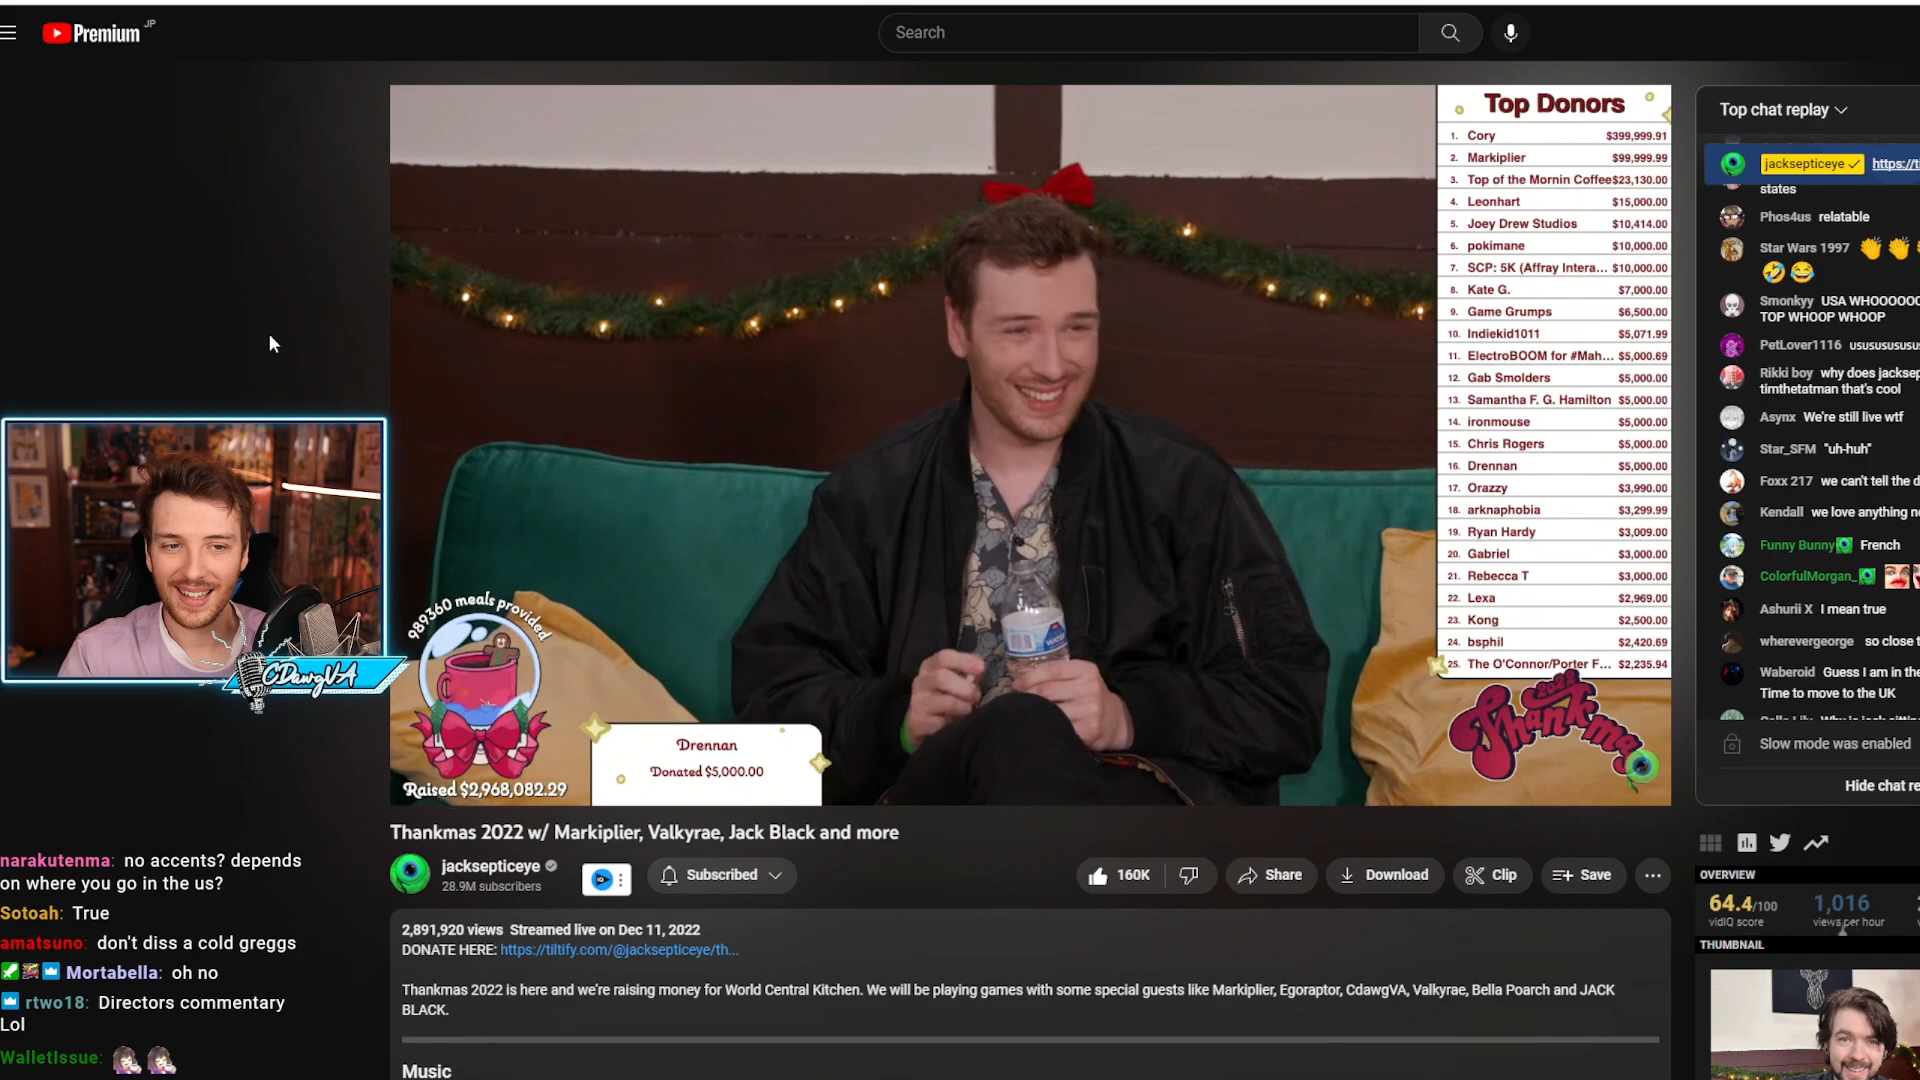 Premium JP
Search
Top Donors
1. Cory $399,999.91
2. Markiplier $99,999.99
3. Top of the Mornin Coffee $23,130.00
4. Leonhart $15,000.00
5. Joey Drew Studios $10,414.00
6. pokimane $10,000.00
7. SCP: 5K (Affray Intera... $10,000.00
8. Kate G. $7,000.00
9. Game Grumps $6,500.00
10. Indiekid1011 $5,071.99
11. ElectroBOOM for #Mah... $5,000.69
12. Gab Smolders $5,000.00
13. Samantha F. G. Hamilton $5,000.00
14. ironmouse $5,000.00
15. Chris Rogers $5,000.00
16. Drennan $5,000.00
17. Orazzy $3,990.00
18. arknaphobia $3,299.99
19. Ryan Hardy $3,009.00
20. Gabriel $3,000.00
21. Rebecca T $3,000.00
22. Lexa $2,969.00
23. Kong $2,500.00
24. bsphil $2,420.69
25. The O'Connor/Porter F... $2,235.94
2022
Thankmas
WATER
989360 meals provided
Raised $2,968,082.29
Drennan
Donated $5,000.00
CDawgVA
Top chat replay
jacksepticeye https://ti
states
Phos4us relatable
Star Wars 1997
Smonkyy USA WHOOOOOO
TOP WHOOP WHOOP
PetLover1116 usususususu
Rikki boy why does jacksep
timthetatman that's cool
Asynx We're still live wtf
Star_SFM "uh-huh"
Foxx 217 we can't tell the d
Kendall we love anything no
Funny Bunny French
ColorfulMorgan_
Ashurii X I mean true
wherevergeorge so close t
Waberoid Guess I am in the
Time to move to the UK
Slow mode was enabled
Hide chat re
Thankmas 2022 w/ Markiplier, Valkyrae, Jack Black and more
jacksepticeye
28.9M subscribers
Subscribed
160K
Share
Download
Clip
Save
2,891,920 views Streamed live on Dec 11, 2022
DONATE HERE: https://tiltify.com/@jacksepticeye/th...
Thankmas 2022 is here and we're raising money for World Central Kitchen. We will be playing games with some special guests like Markiplier, Egoraptor, CdawgVA, Valkyrae, Bella Poarch and JACK
BLACK.
Music
OVERVIEW
64.4/100
vidIQ score
1,016
views per hour
THUMBNAIL
narakutenma: no accents? depends
on where you go in the us?
Sotoah: True
amatsuno: don't diss a cold greggs
Mortabella: oh no
rtwo18: Directors commentary
Lol
WalletIssue: